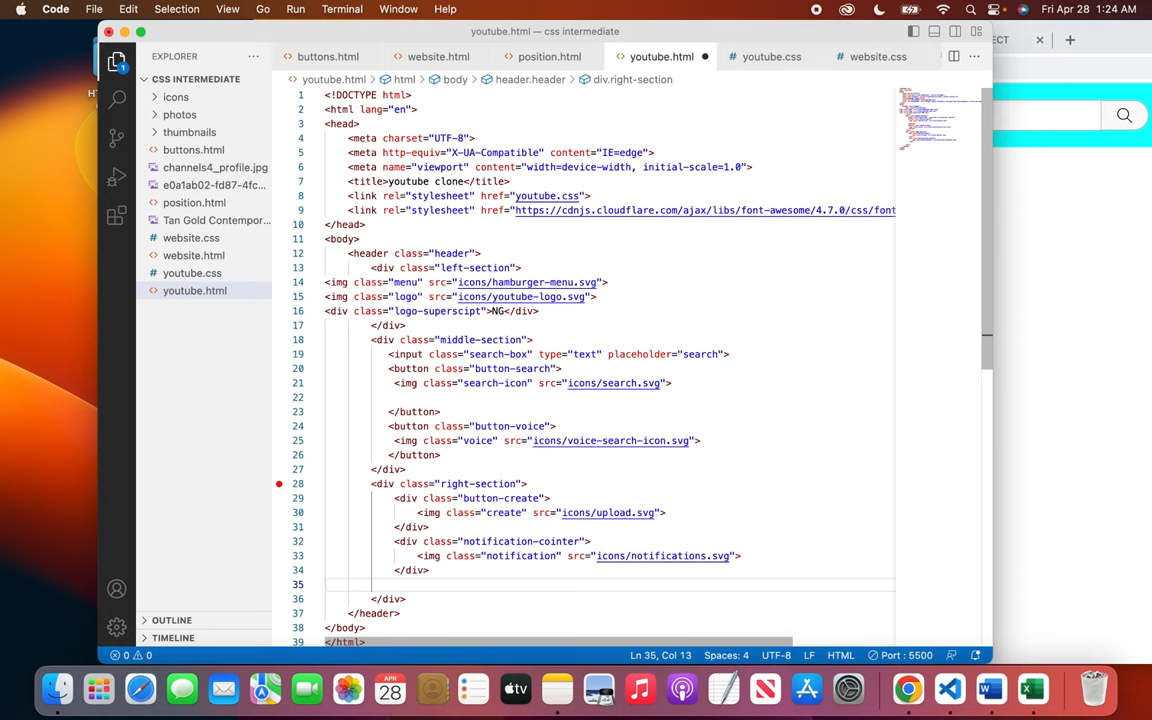 Code File Edit Selection View Go Run Terminal Window Help Fri Apr 28 1:24 AM
youtube.html — css intermediate
EXPLORER
buttons.html website.html position.html youtube.html youtube.css website.css
youtube.html > html > body > header.header > div.right-section
CSS INTERMEDIATE
icons
photos
thumbnails
buttons.html
channels4_profile.jpg
e0a1ab02-fd87-4fc...
position.html
Tan Gold Contempor...
website.css
website.html
youtube.css
youtube.html
OUTLINE
TIMELINE
1 <!DOCTYPE html>
2 <html lang="en">
3 <head>
4 <meta charset="UTF-8">
5 <meta http-equiv="X-UA-Compatible" content="IE=edge">
6 <meta name="viewport" content="width=device-width, initial-scale=1.0">
7 <title>youtube clone</title>
8 <link rel="stylesheet" href="youtube.css">
9 <link rel="stylesheet" href="https://cdnjs.cloudflare.com/ajax/libs/font-awesome/4.7.0/css/font
10 </head>
11 <body>
12 <header class="header">
13 <div class="left-section">
14 <img class="menu" src="icons/hamburger-menu.svg">
15 <img class="logo" src="icons/youtube-logo.svg">
16 <div class="logo-superscipt">NG</div>
17 </div>
18 <div class="middle-section">
19 <input class="search-box" type="text" placeholder="search">
20 <button class="button-search">
21 <img class="search-icon" src="icons/search.svg">
22
23 </button>
24 <button class="button-voice">
25 <img class="voice" src="icons/voice-search-icon.svg">
26 </button>
27 </div>
28 <div class="right-section">
29 <div class="button-create">
30 <img class="create" src="icons/upload.svg">
31 </div>
32 <div class="notification-cointer">
33 <img class="notification" src="icons/notifications.svg">
34 </div>
35
36 </div>
37 </header>
38 </body>
39 </html>
0 0 Ln 35, Col 13 Spaces: 4 UTF-8 LF HTML Port : 5500
ECT
1
APR
28
tv
W
X